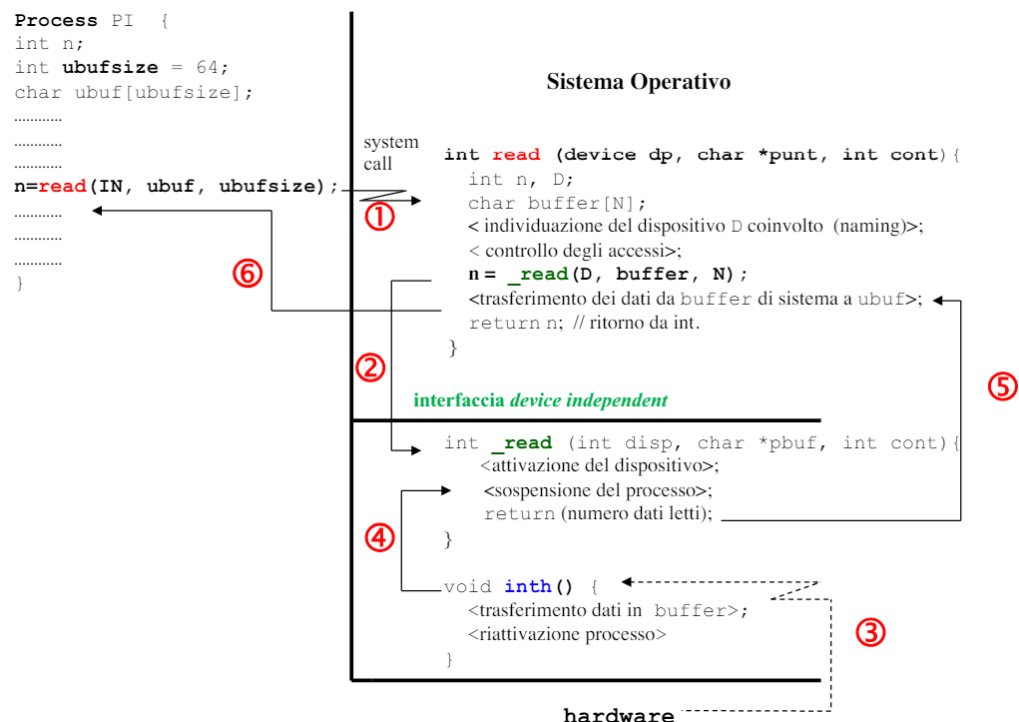 Process PI {
int n;
int ubufsize = 64;
char ubuf[ubufsize];
............
............
............
n=read(IN, ubuf, ubufsize);
............
............
............
}
Sistema Operativo
system
call
①
int read (device dp, char *punt, int cont){
int n, D;
char buffer[N];
< individuazione del dispositivo D coinvolto (naming)>;
< controllo degli accessi>;
n = _read(D, buffer, N);
<trasferimento dei dati da buffer di sistema a ubuf>;
return n; // ritorno da int.
}
⑥
②
⑤
interfaccia device independent
int _read (int disp, char *pbuf, int cont){
<attivazione del dispositivo>;
<sospensione del processo>;
return (numero dati letti);
}
④
void inth() {
<trasferimento dati in buffer>;
<riattivazione processo>
}
③
hardware